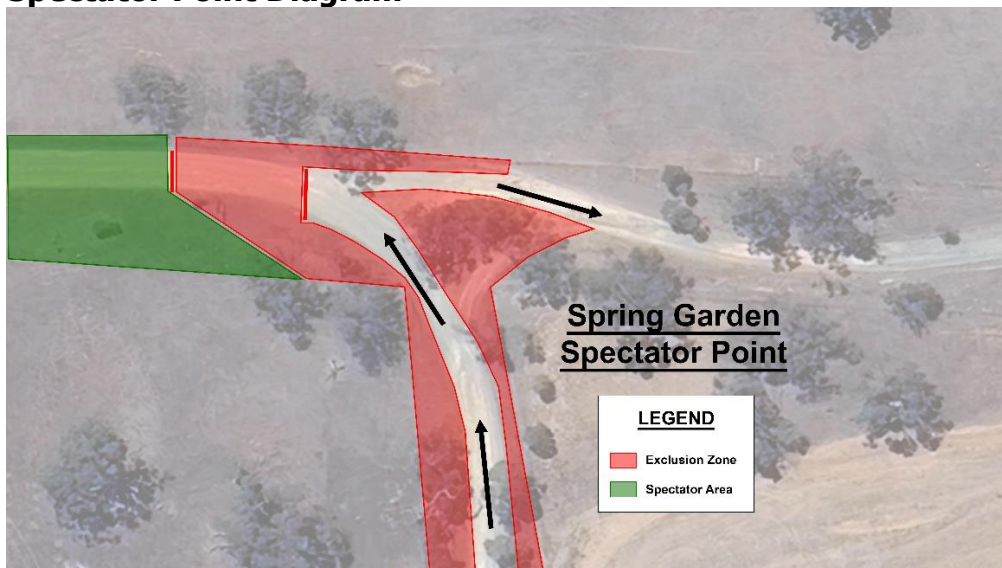 Spectator Point Diagram
Spring Garden
Spectator Point
LEGEND
Exclusion Zone
Spectator Area